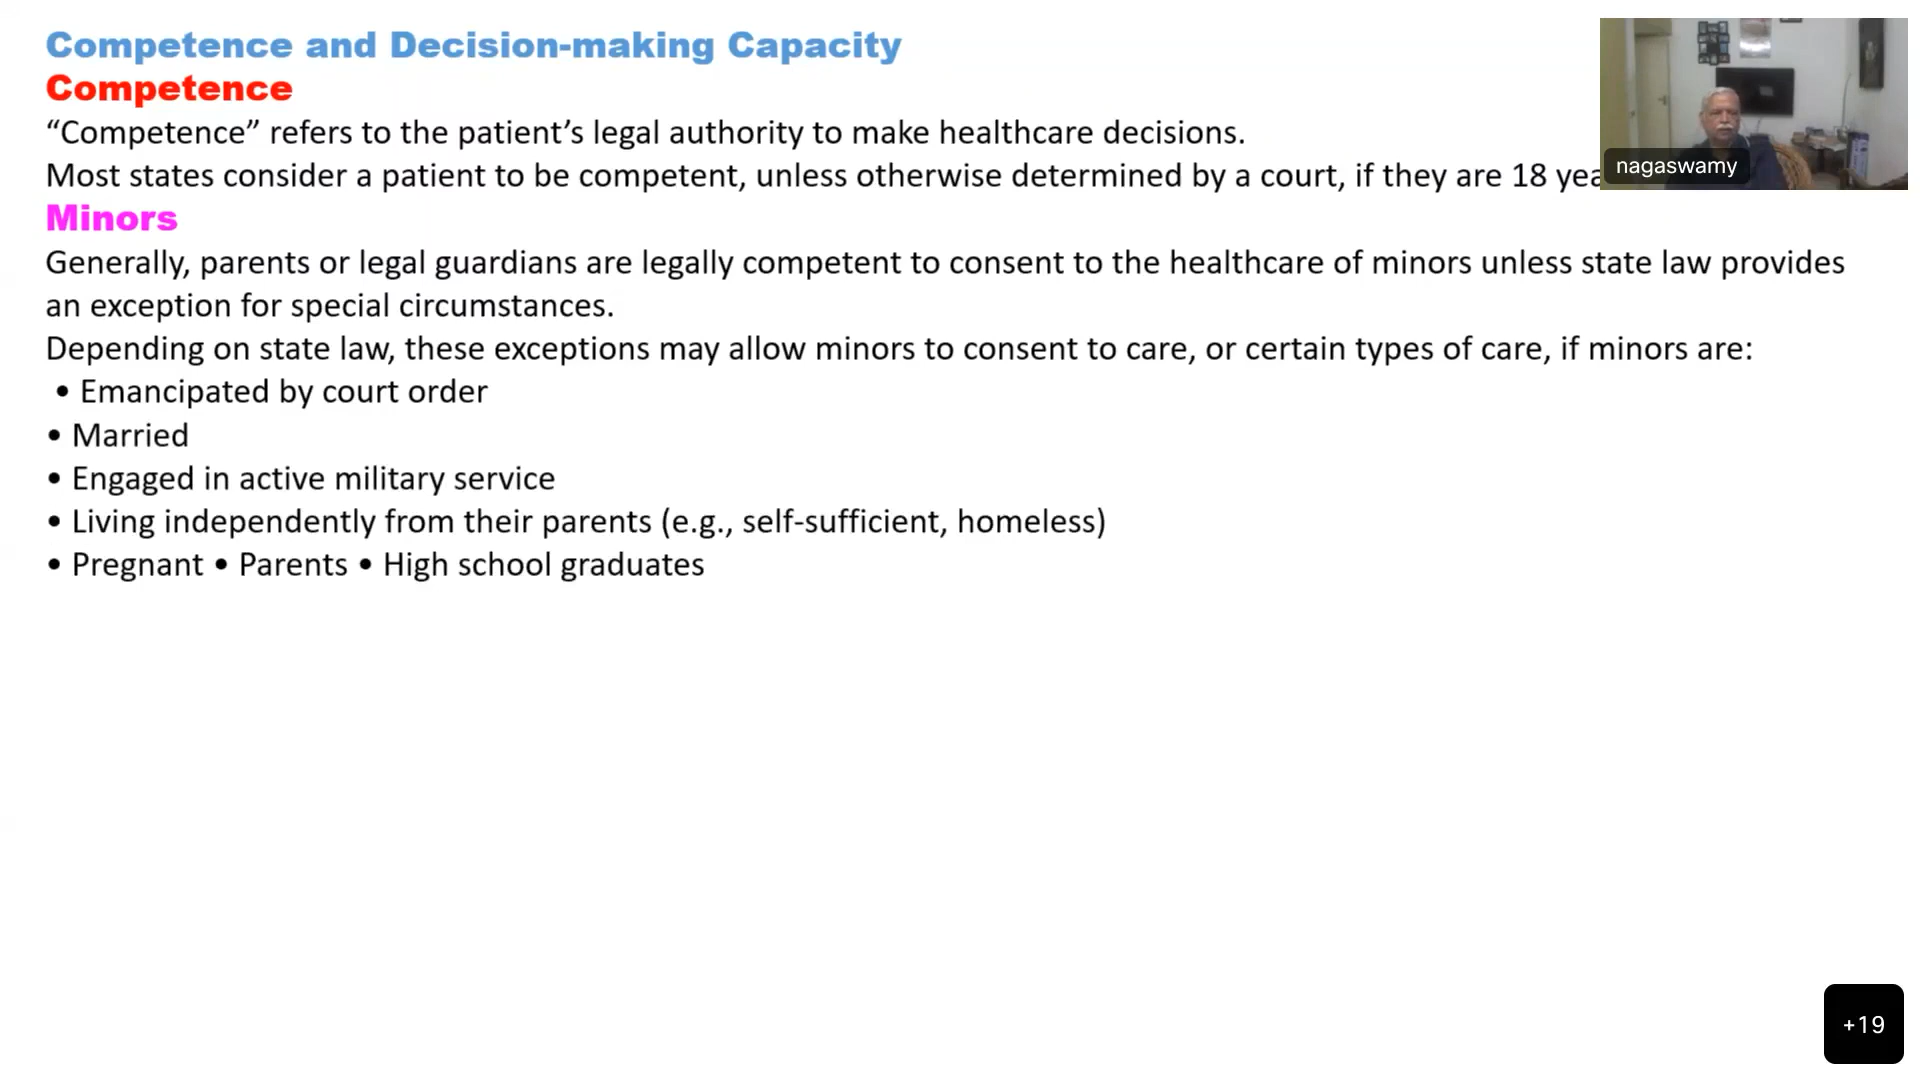 Competence and Decision-making Capacity
Competence
“Competence” refers to the patient’s legal authority to make healthcare decisions.
Most states consider a patient to be competent, unless otherwise determined by a court, if they are 18
Minors
Generally, parents or legal guardians are legally competent to consent to the healthcare of minors unless state law provides
an exception for special circumstances.
Depending on state law, these exceptions may allow minors to consent to care, or certain types of care, if minors are:
• Emancipated by court order
• Married
• Engaged in active military service
• Living independently from their parents (e.g., self-sufficient, homeless)
• Pregnant • Parents • High school graduates
nagaswamy
+19